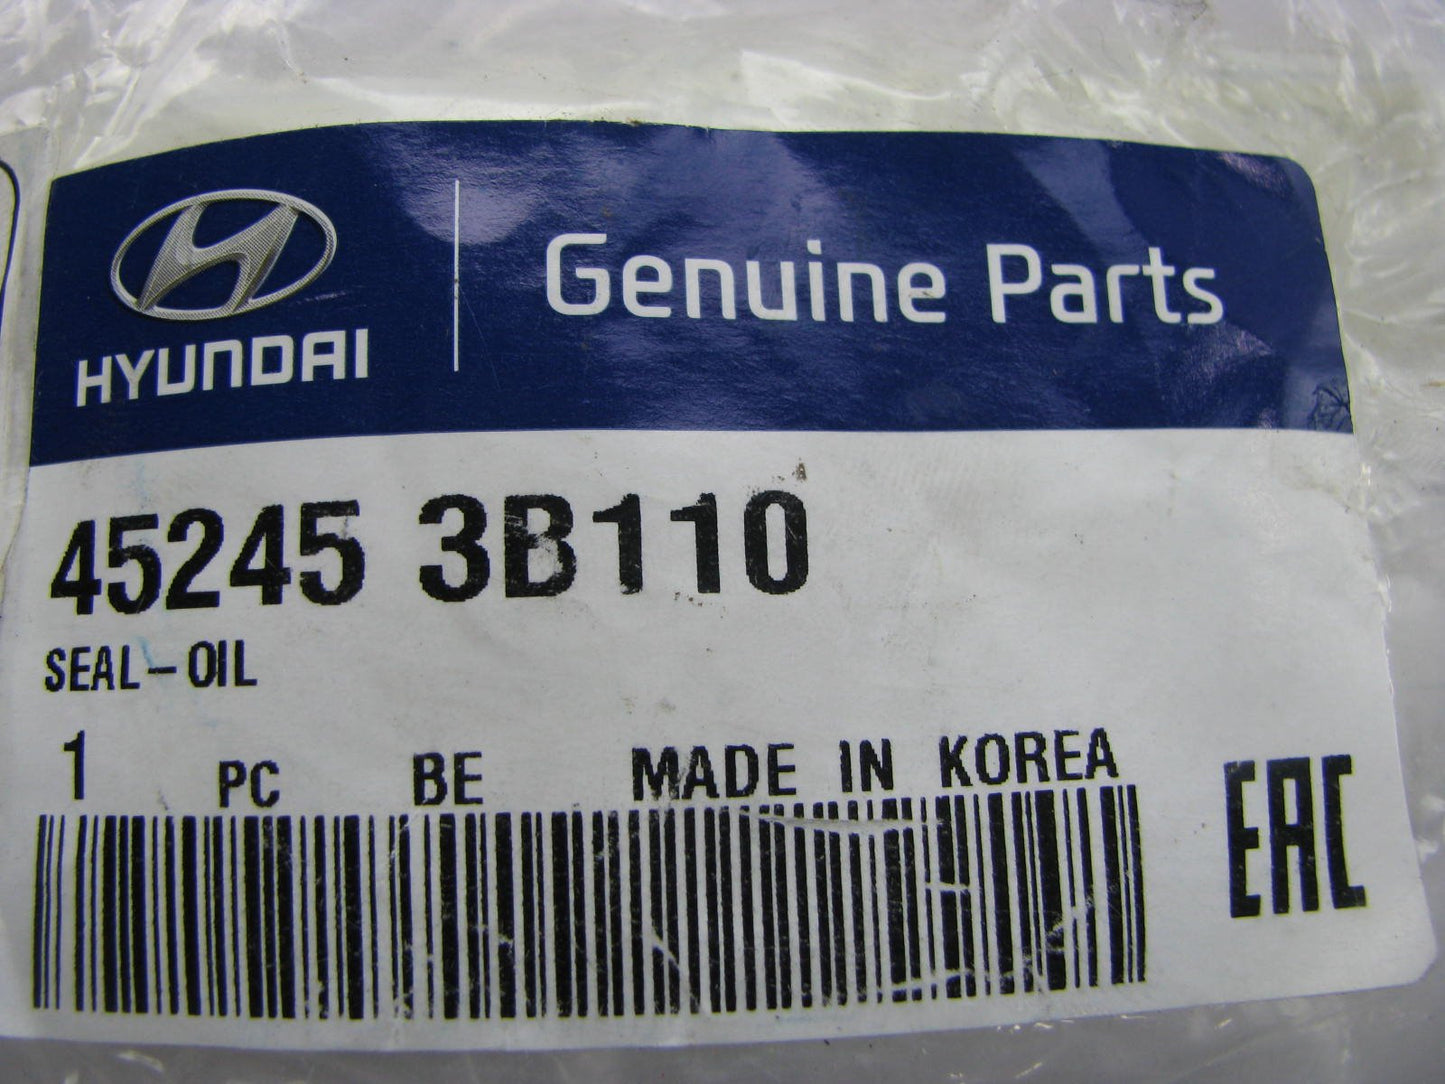 HYUNDAI
Genuine Parts
45245 3B110
SEAL-OIL
1 PC BE MADE IN KOREA
EAC